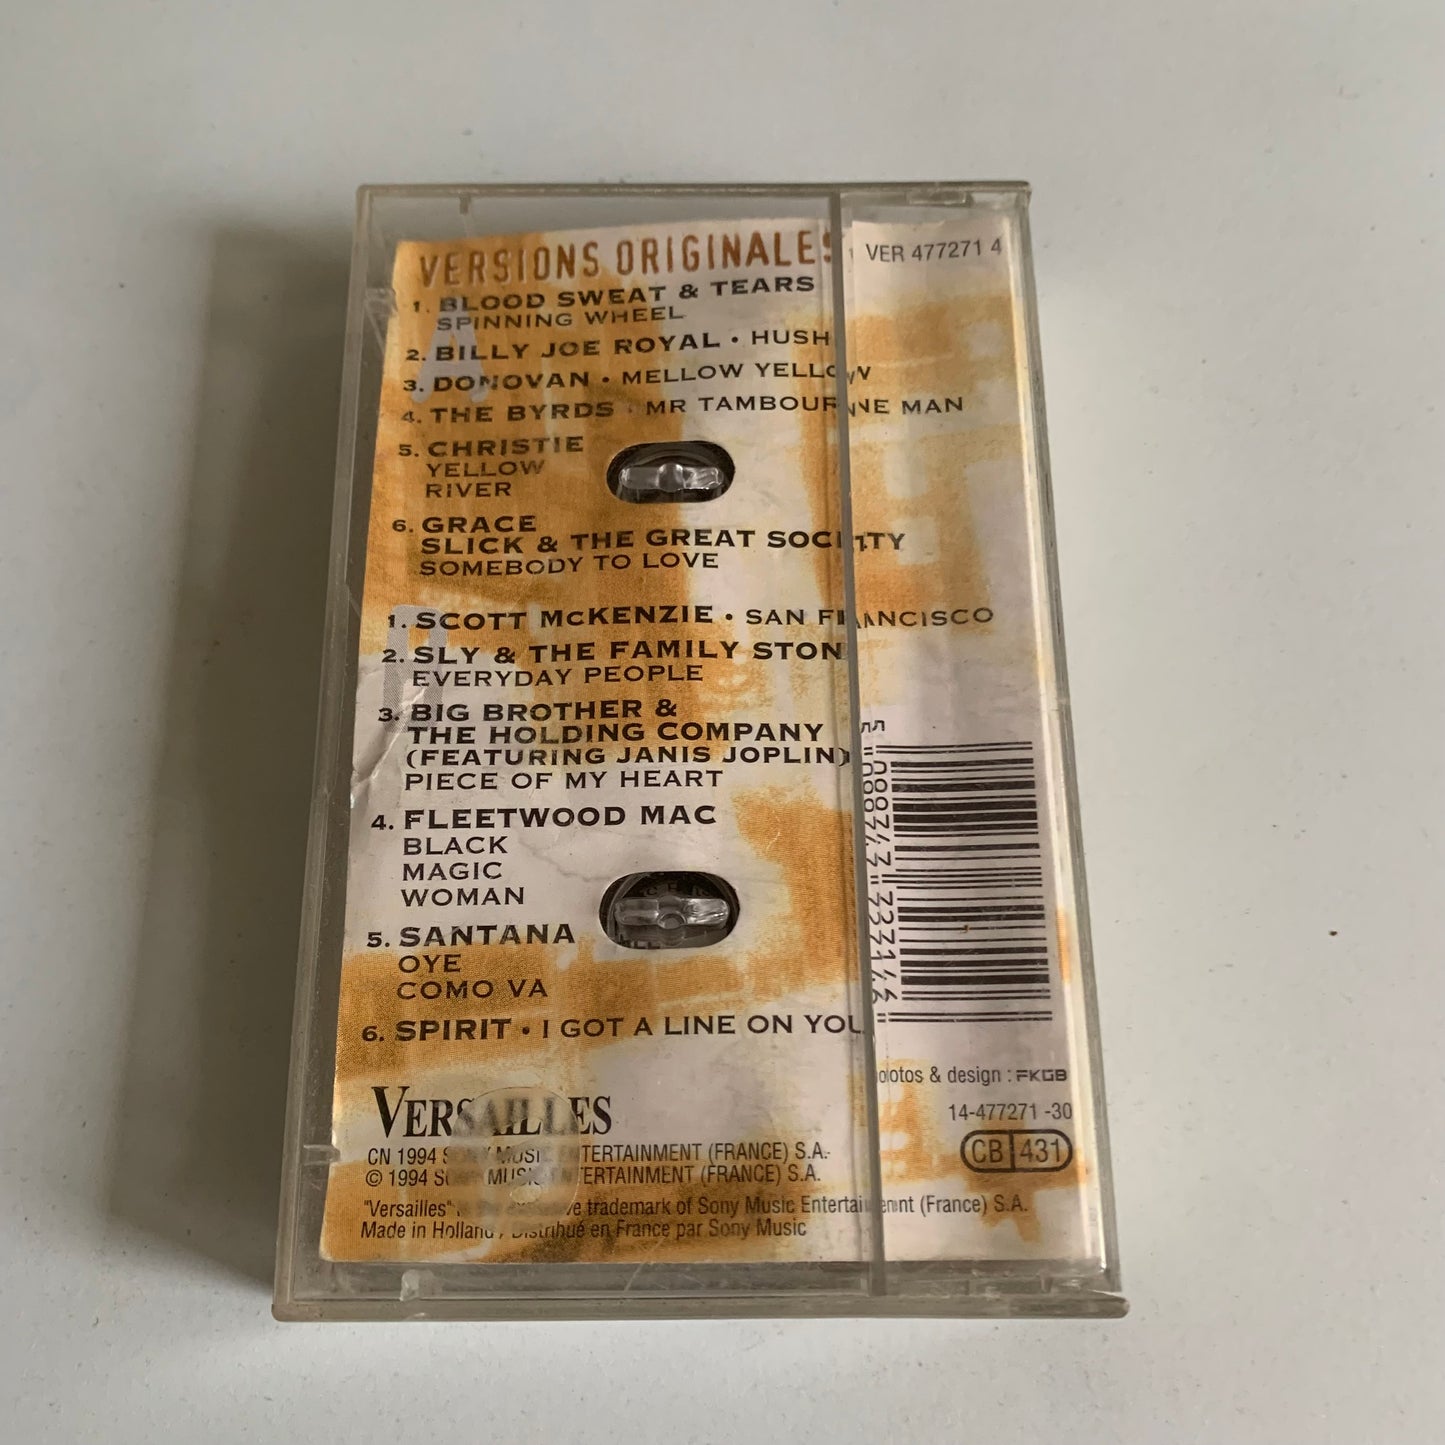 VERSIONS ORIGINALES
VER 477271 4
A
1. BLOOD SWEAT & TEARS
SPINNING WHEEL
2. BILLY JOE ROYAL • HUSH
3. DONOVAN • MELLOW YELLOW
4. THE BYRDS • MR TAMBOURINE MAN
5. CHRISTIE
YELLOW
RIVER
6. GRACE
SLICK & THE GREAT SOCIETY
SOMEBODY TO LOVE
B
1. SCOTT McKENZIE • SAN FRANCISCO
2. SLY & THE FAMILY STON
EVERYDAY PEOPLE
3. BIG BROTHER &
THE HOLDING COMPANY
(FEATURING JANIS JOPLIN)
PIECE OF MY HEART
4. FLEETWOOD MAC
BLACK
MAGIC
WOMAN
5. SANTANA
OYE
COMO VA
6. SPIRIT • I GOT A LINE ON YOU
5 099747 727146
photos & design : FKGB
14-477271-30
CB 431
VERSAILLES
CN 1994 SONY MUSIC ENTERTAINMENT (FRANCE) S.A.
© 1994 SONY MUSIC ENTERTAINMENT (FRANCE) S.A.
"Versailles" is the exclusive trademark of Sony Music Entertainment (France) S.A.
Made in Holland / Distribué en France par Sony Music